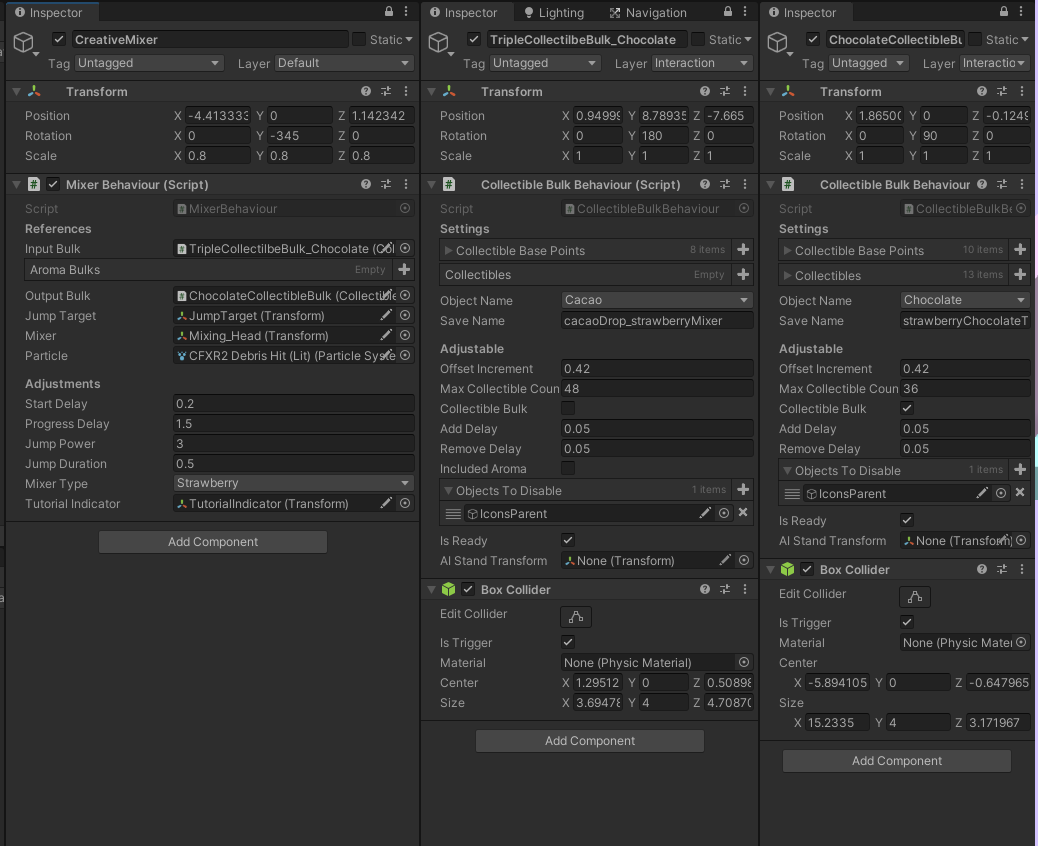 Inspector
CreativeMixer
Static
Tag Untagged Layer Default
Transform
Position X -4.413333 Y 0 Z 1.142342
Rotation X 0 Y -345 Z 0
Scale X 0.8 Y 0.8 Z 0.8
Mixer Behaviour (Script)
Script MixerBehaviour
References
Input Bulk TripleCollectilbeBulk_Chocolate (Col
Aroma Bulks Empty
Output Bulk ChocolateCollectibleBulk (Collectible
Jump Target JumpTarget (Transform)
Mixer Mixing_Head (Transform)
Particle CFXR2 Debris Hit (Lit) (Particle Syste
Adjustments
Start Delay 0.2
Progress Delay 1.5
Jump Power 3
Jump Duration 0.5
Mixer Type Strawberry
Tutorial Indicator TutorialIndicator (Transform)
Add Component
Inspector Lighting Navigation
TripleCollectilbeBulk_Chocolate Static
Tag Untagged Layer Interaction
Transform
Position X 0.94999 Y 8.78935 Z -7.665
Rotation X 0 Y 180 Z 0
Scale X 1 Y 1 Z 1
Collectible Bulk Behaviour (Script)
Script CollectibleBulkBehaviour
Settings
Collectible Base Points 8 items
Collectibles Empty
Object Name Cacao
Save Name cacaoDrop_strawberryMixer
Adjustable
Offset Increment 0.42
Max Collectible Coun 48
Collectible Bulk
Add Delay 0.05
Remove Delay 0.05
Included Aroma
Objects To Disable 1 items
IconsParent
Is Ready
AI Stand Transform None (Transform)
Box Collider
Edit Collider
Is Trigger
Material None (Physic Material)
Center X 1.29512 Y 0 Z 0.50898
Size X 3.69478 Y 4 Z 4.70870
Add Component
Inspector
ChocolateCollectibleBu Static
Tag Untagged Layer Interactic
Transform
Position X 1.86500 Y 0 Z -0.1249
Rotation X 0 Y 90 Z 0
Scale X 1 Y 1 Z 1
Collectible Bulk Behaviour
Script CollectibleBulkBe
Settings
Collectible Base Points 10 items
Collectibles 13 items
Object Name Chocolate
Save Name strawberryChocolateT
Adjustable
Offset Increment 0.42
Max Collectible Coun 36
Collectible Bulk
Add Delay 0.05
Remove Delay 0.05
Objects To Disable 1 items
IconsParent
Is Ready
AI Stand Transform None (Transform)
Box Collider
Edit Collider
Is Trigger
Material None (Physic Mater
Center
X -5.894105 Y 0 Z -0.647965
Size
X 15.2335 Y 4 Z 3.171967
Add Component